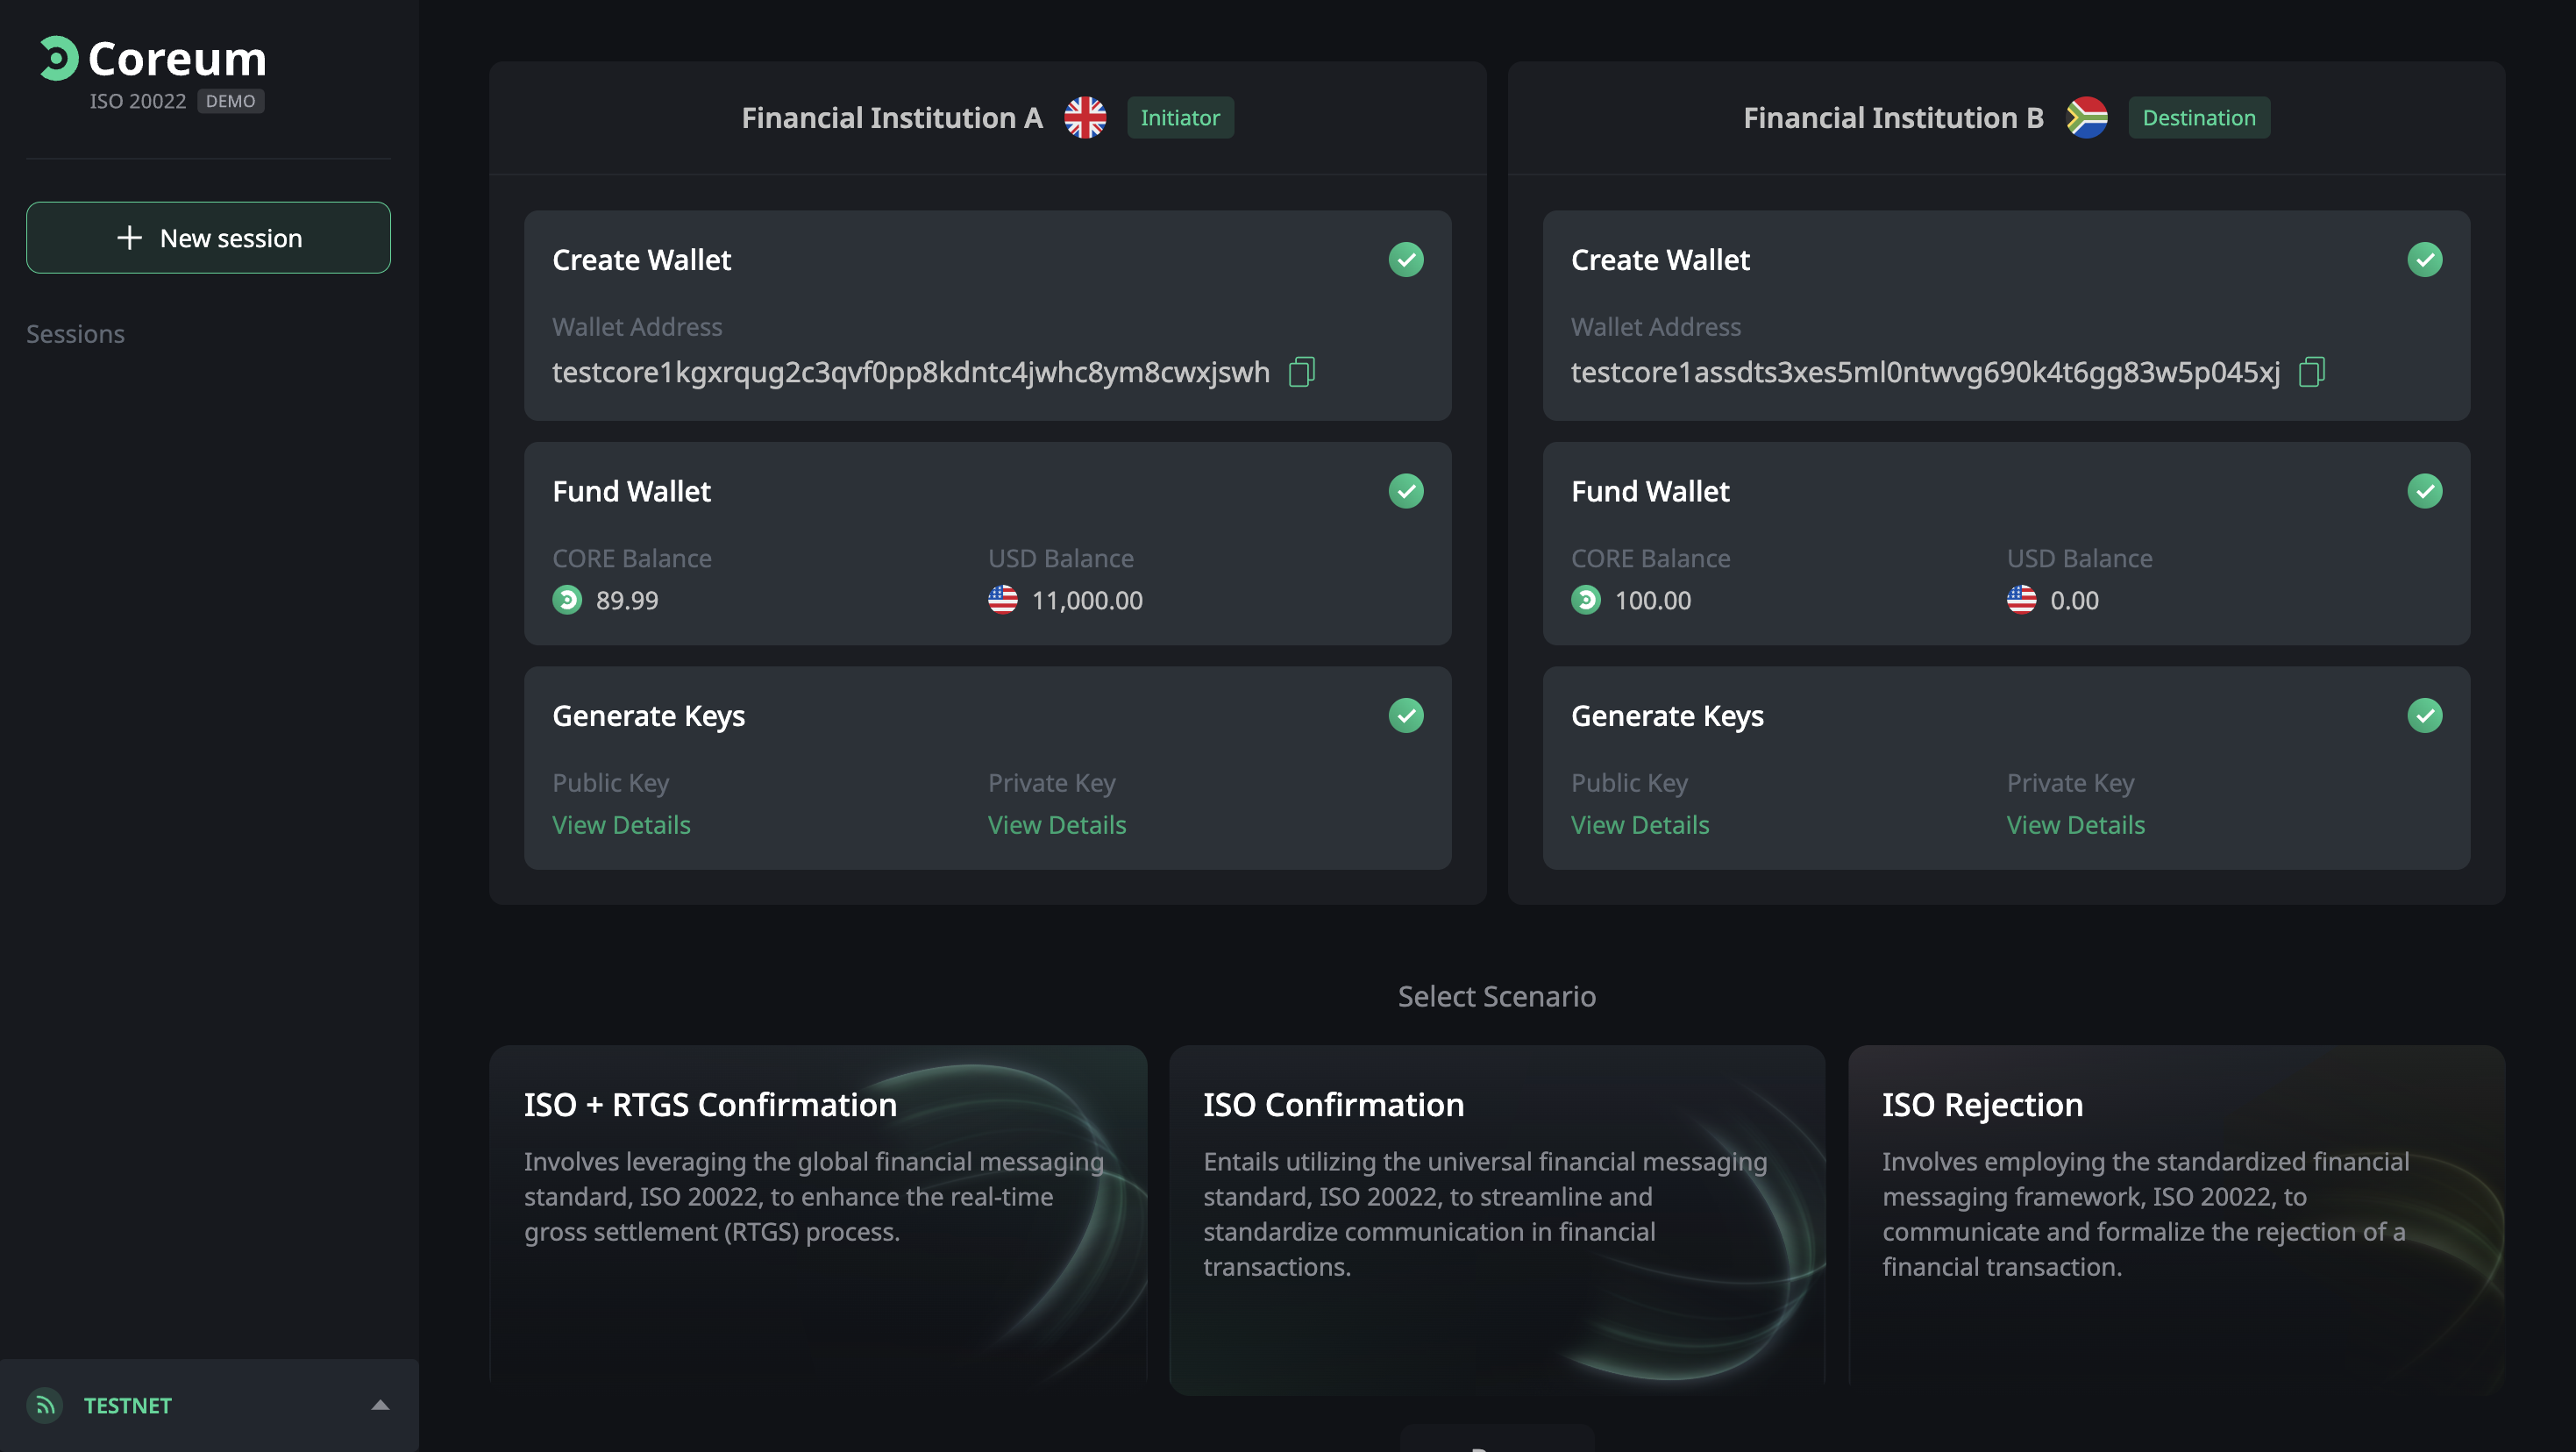 Coreum
ISO 20022 DEMO
New session
Sessions
TESTNET
Financial Institution A Initiator
Create Wallet
Wallet Address
testcore1kgxrqug2c3qvf0pp8kdntc4jwhc8ym8cwxjswh
Fund Wallet
CORE Balance USD Balance
89.99 11,000.00
Generate Keys
Public Key Private Key
View Details View Details
Financial Institution B Destination
Create Wallet
Wallet Address
testcore1assdts3xes5ml0ntwvg690k4t6gg83w5p045xj
Fund Wallet
CORE Balance USD Balance
100.00 0.00
Generate Keys
Public Key Private Key
View Details View Details
Select Scenario
ISO + RTGS Confirmation
Involves leveraging the global financial messaging
standard, ISO 20022, to enhance the real-time
gross settlement (RTGS) process.
ISO Confirmation
Entails utilizing the universal financial messaging
standard, ISO 20022, to streamline and
standardize communication in financial
transactions.
ISO Rejection
Involves employing the standardized financial
messaging framework, ISO 20022, to
communicate and formalize the rejection of a
financial transaction.